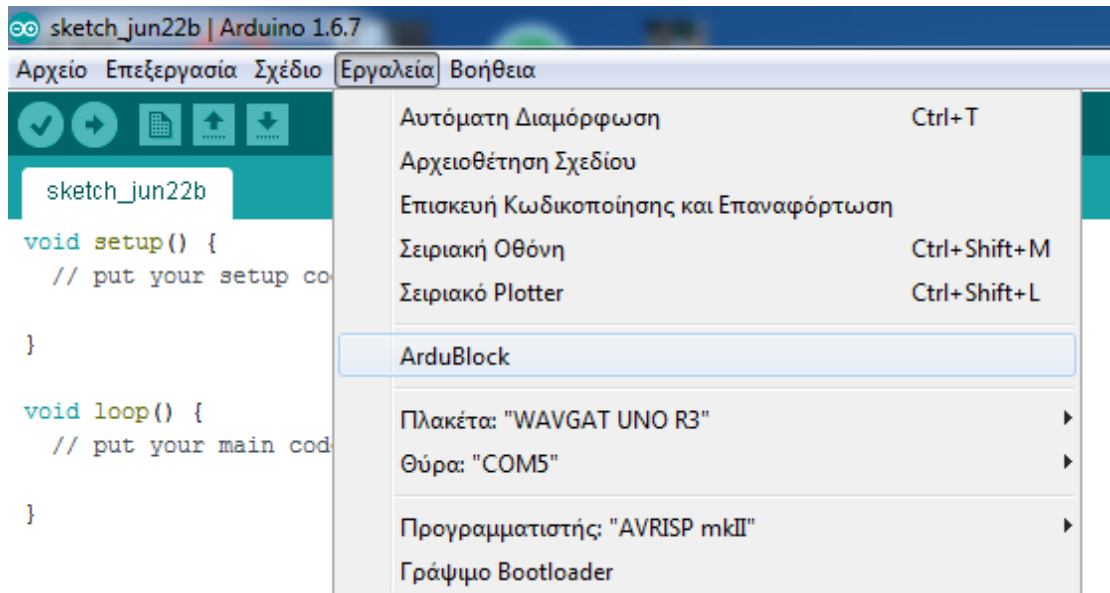 sketch_jun22b | Arduino 1.6.7
Αρχείο Επεξεργασία Σχέδιο Εργαλεία Βοήθεια
Αυτόματη Διαμόρφωση Ctrl+T
Αρχειοθέτηση Σχεδίου
sketch_jun22b
Επισκευή Κωδικοποίησης και Επαναφόρτωση
void setup() {
Σειριακή Οθόνη Ctrl+Shift+M
// put your setup co
Σειριακό Plotter Ctrl+Shift+L
}
ArduBlock
void loop() {
Πλακέτα: "WAVGAT UNO R3"
// put your main cod
Θύρα: "COM5"
}
Προγραμματιστής: "AVRISP mkII"
Γράψιμο Bootloader